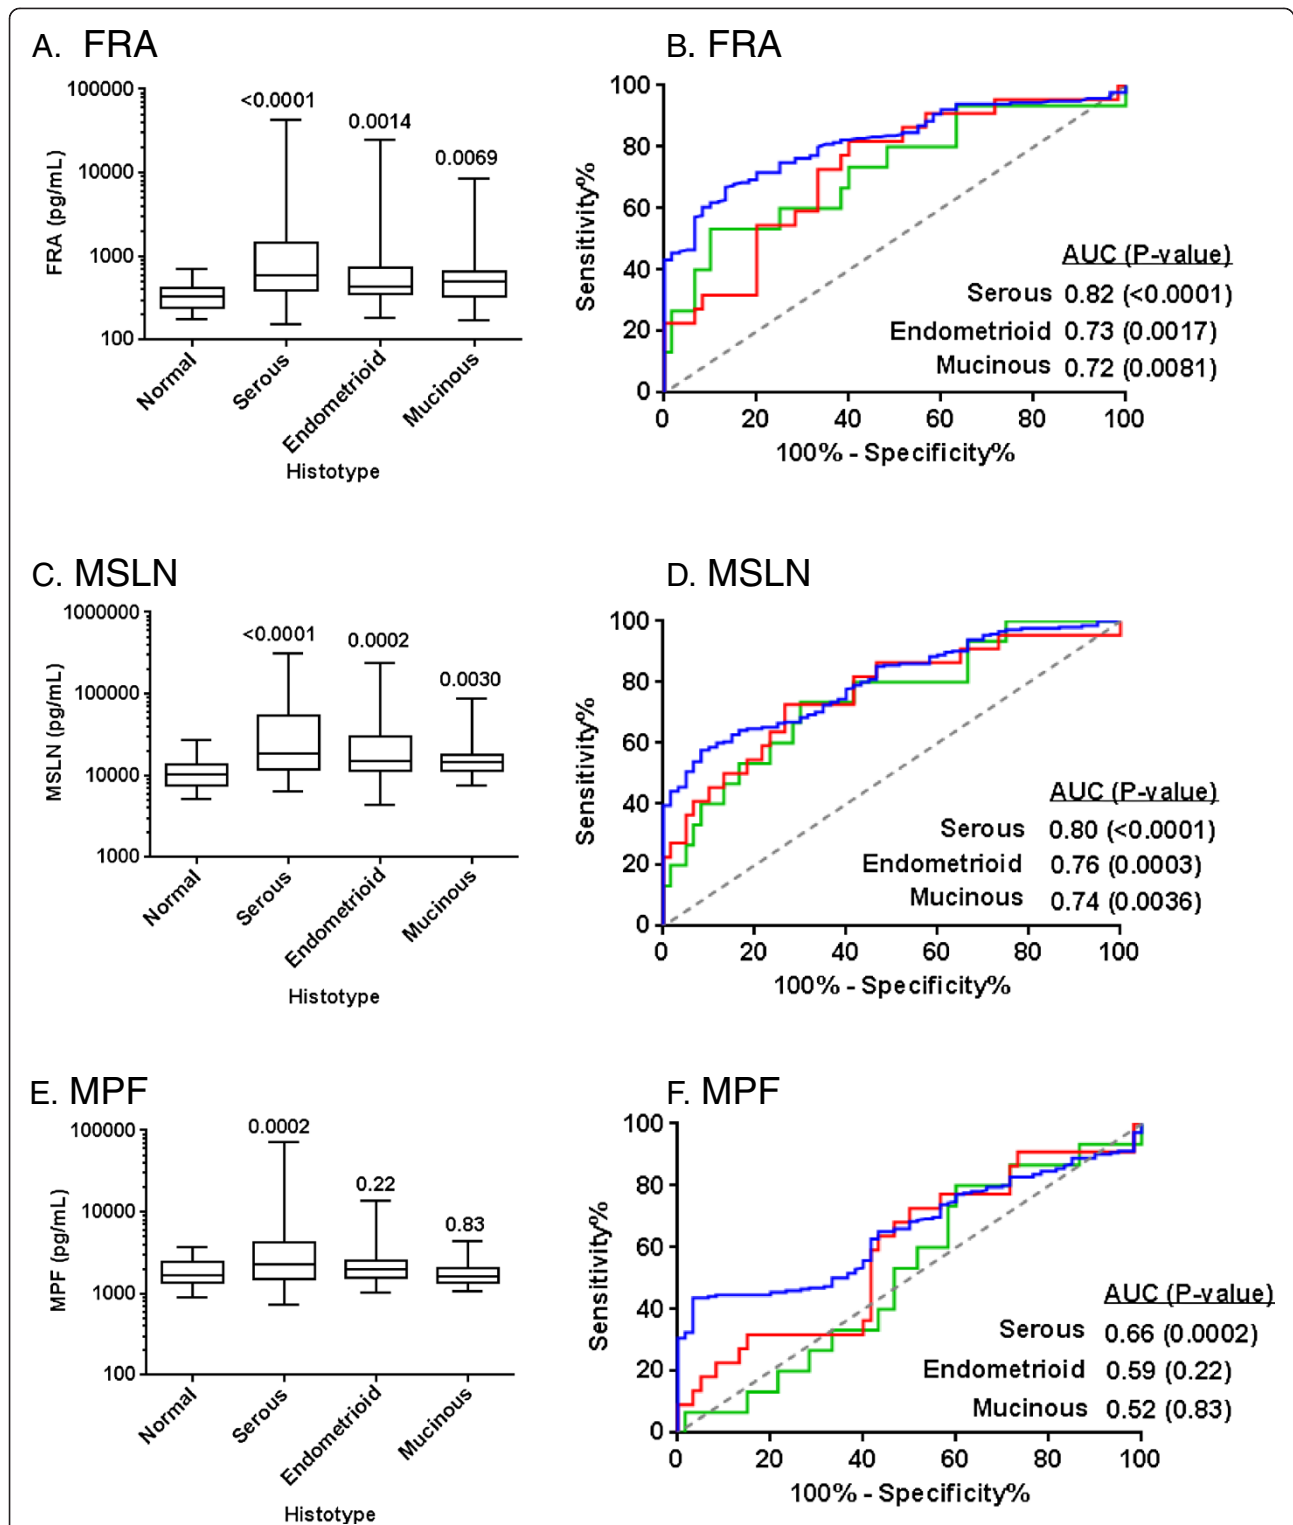 A. FRA
100000
10000
1000
100
FRA (pg/mL)
<0.0001
0.0014
0.0069
Normal
Serous
Endometrioid
Mucinous
Histotype
B. FRA
100
80
60
40
20
0
Sensitivity%
AUC (P-value)
Serous 0.82 (<0.0001)
Endometrioid 0.73 (0.0017)
Mucinous 0.72 (0.0081)
0 20 40 60 80 100
100% - Specificity%
C. MSLN
1000000
100000
10000
1000
MSLN (pg/mL)
<0.0001
0.0002
0.0030
Normal
Serous
Endometrioid
Mucinous
Histotype
D. MSLN
100
80
60
40
20
0
Sensitivity%
AUC (P-value)
Serous 0.80 (<0.0001)
Endometrioid 0.76 (0.0003)
Mucinous 0.74 (0.0036)
0 20 40 60 80 100
100% - Specificity%
E. MPF
100000
10000
1000
100
MPF (pg/mL)
0.0002
0.22
0.83
Normal
Serous
Endometrioid
Mucinous
Histotype
F. MPF
100
80
60
40
20
0
Sensitivity%
AUC (P-value)
Serous 0.66 (0.0002)
Endometrioid 0.59 (0.22)
Mucinous 0.52 (0.83)
0 20 40 60 80 100
100% - Specificity%